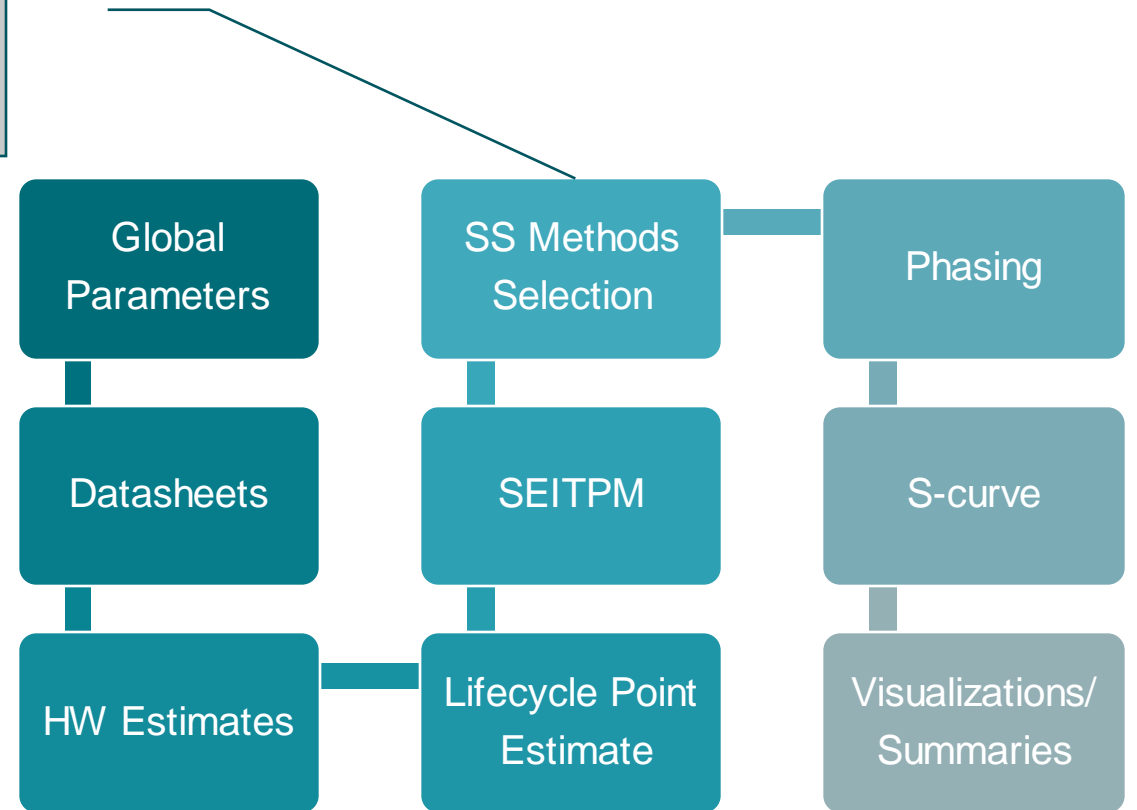 Global
Parameters
Datasheets
HW Estimates
Lifecycle Point
Estimate
SEITPM
SS Methods
Selection
Phasing
S-curve
Visualizations/
Summaries